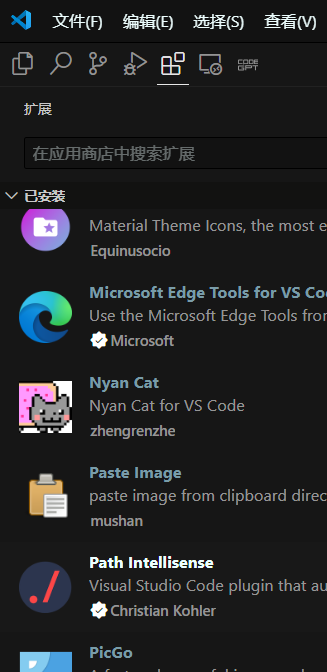 文件(F) 编辑(E) 选择(S) 查看(V)
CODE
GPT
扩展
在应用商店中搜索扩展
已安装
Material Theme Icons, the most e
Equinusocio
Microsoft Edge Tools for VS Co
Use the Microsoft Edge Tools fror
Microsoft
Nyan Cat
Nyan Cat for VS Code
zhengrenzhe
Paste Image
paste image from clipboard direc
mushan
Path Intellisense
Visual Studio Code plugin that au
Christian Kohler
PicGo